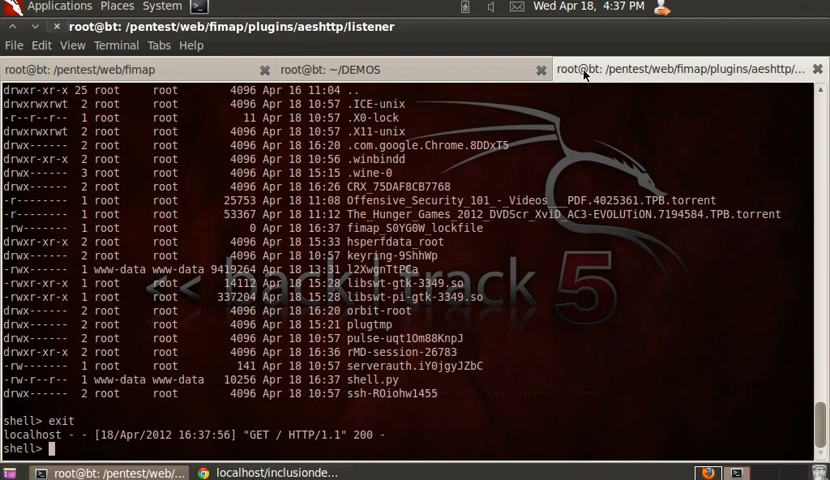 Applications Places System Wed Apr 18, 4:37 PM
root@bt: /pentest/web/fimap/plugins/aeshttp/listener
File Edit View Terminal Tabs Help
root@bt: /pentest/web/fimap root@bt: ~/DEMOS root@bt: /pentest/web/fimap/plugins/aeshttp/...
drwxr-xr-x 25 root root 4096 Apr 16 11:04 ..
drwxrwxrwt 2 root root 4096 Apr 18 10:57 .ICE-unix
-r--r--r-- 1 root root 11 Apr 18 10:57 .X0-lock
drwxrwxrwt 2 root root 4096 Apr 18 10:57 .X11-unix
drwx------ 2 root root 4096 Apr 18 16:20 .com.google.Chrome.8DDxT5
drwxr-xr-x 2 root root 4096 Apr 18 10:56 .winbindd
drwx------ 3 root root 4096 Apr 18 15:15 .wine-0
drwx------ 2 root root 4096 Apr 18 16:26 CRX_75DAF8CB7768
-r-------- 1 root root 25753 Apr 18 11:08 Offensive_Security_101_-_Videos___PDF.4025361.TPB.torrent
-r-------- 1 root root 53367 Apr 18 11:12 The_Hunger_Games_2012_DVDScr_XviD_AC3-EVOLUTiON.7194584.TPB.torrent
-rw------- 1 root root 0 Apr 18 16:37 fimap_S0YG0W_lockfile
drwxr-xr-x 2 root root 4096 Apr 18 15:33 hsperfdata_root
drwx------ 2 root root 4096 Apr 18 10:57 keyring-9ShhWp
-rwx------ 1 www-data www-data 9419264 Apr 18 13:31 l2XwgnTtPCa
-rwxr-xr-x 1 root root 14112 Apr 18 15:28 libswt-gtk-3349.so
-rwxr-xr-x 1 root root 337204 Apr 18 15:28 libswt-pi-gtk-3349.so
drwx------ 2 root root 4096 Apr 18 16:20 orbit-root
drwx------ 2 root root 4096 Apr 18 15:21 plugtmp
drwx------ 2 root root 4096 Apr 18 10:57 pulse-uqt1Om88KnpJ
drwxr-xr-x 2 root root 4096 Apr 18 16:36 rMD-session-26783
-rw------- 1 root root 141 Apr 18 10:57 serverauth.iY0jgyJZbC
-rw-r--r-- 1 www-data www-data 10256 Apr 18 16:37 shell.py
drwx------ 2 root root 4096 Apr 18 10:57 ssh-ROiohw1455
<< back | track 5
shell> exit
localhost - - [18/Apr/2012 16:37:56] "GET / HTTP/1.1" 200 -
shell>
root@bt: /pentest/web/... localhost/inclusionde...